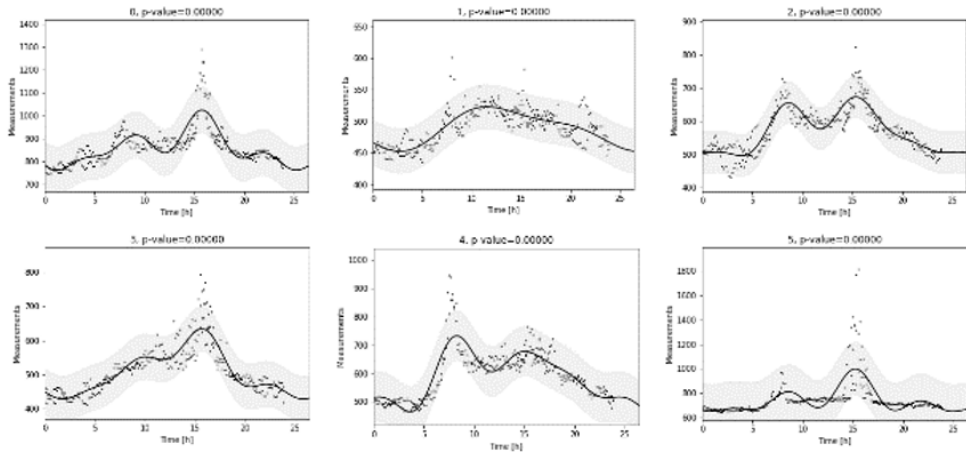 0, p-value=0.00000
1400
1300
1200
1100
1000
900
800
700
Measurements
0 5 10 15 20 25
Time [h]
1, p-value=0.00000
650
600
550
500
450
400
Measurements
0 5 10 15 20 25
Time [h]
2, p-value=0.00000
900
800
700
600
500
400
Measurements
0 5 10 15 20 25
Time [h]
3, p-value=0.00000
800
700
600
500
400
Measurements
0 5 10 15 20 25
Time [h]
4, p value=0.00000
1000
900
800
700
600
500
Measurements
0 5 10 15 20 25
Time [h]
5, p-value=0.00000
1800
1600
1400
1200
1000
800
600
Measurements
0 5 10 15 20 25
Time [h]